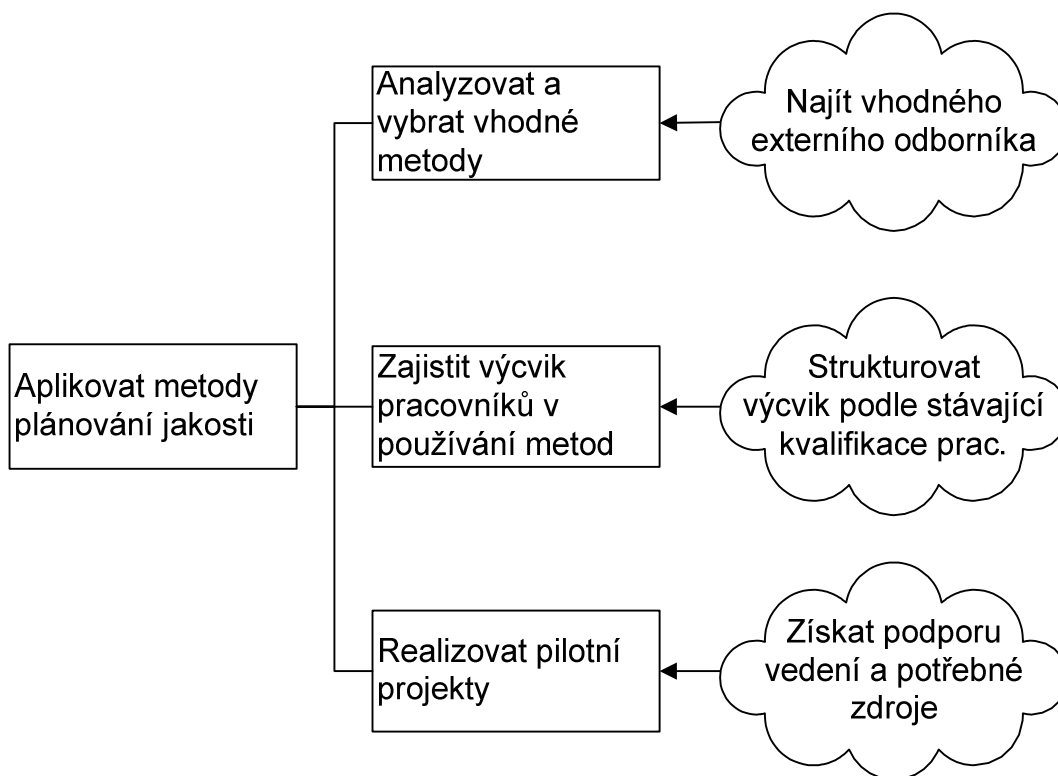 Analyzovat a
vybrat vhodné
metody
Najít vhodného
externího odborníka
Aplikovat metody
plánování jakosti
Zajistit výcvik
pracovníků v
používání metod
Strukturovat
výcvik podle stávající
kvalifikace prac.
Realizovat pilotní
projekty
Získat podporu
vedení a potřebné
zdroje